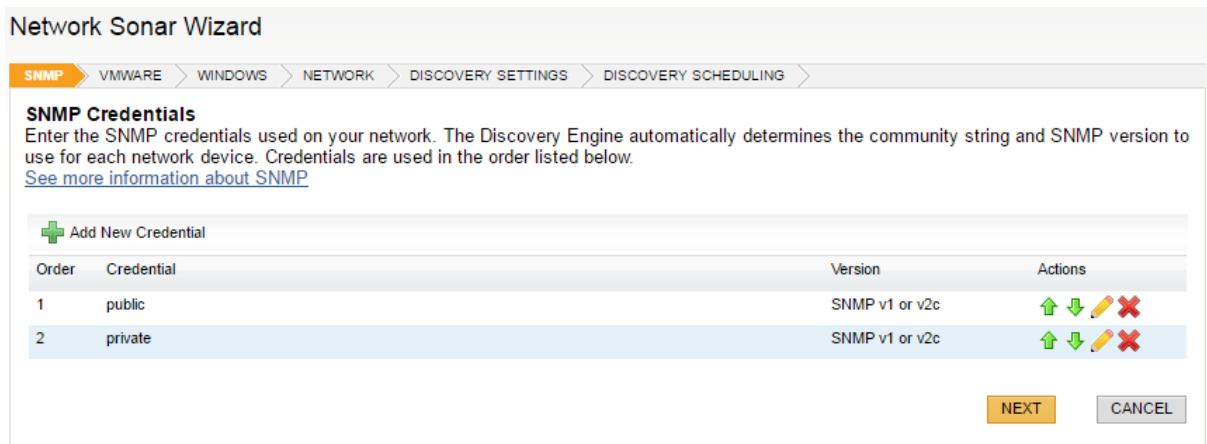 Network Sonar Wizard
SNMP VMWARE WINDOWS NETWORK DISCOVERY SETTINGS DISCOVERY SCHEDULING
SNMP Credentials
Enter the SNMP credentials used on your network. The Discovery Engine automatically determines the community string and SNMP version to
use for each network device. Credentials are used in the order listed below.
See more information about SNMP
Add New Credential
Order Credential Version Actions
1 public SNMP v1 or v2c
2 private SNMP v1 or v2c
NEXT CANCEL